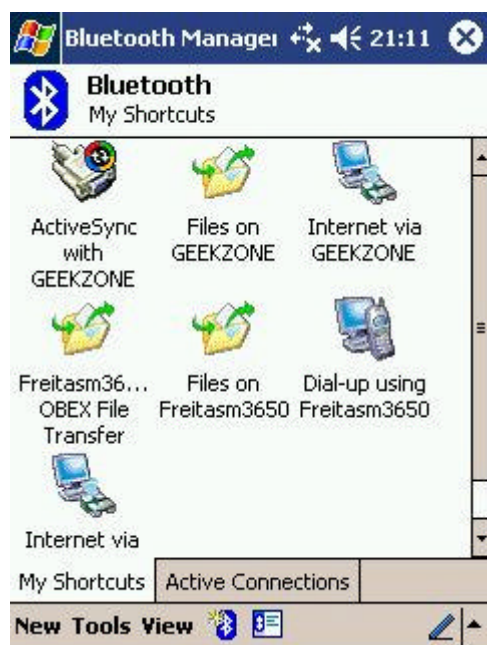 Bluetooth Manager 21:11
Bluetooth
My Shortcuts
ActiveSync
with
GEEKZONE
Files on
GEEKZONE
Internet via
GEEKZONE
Freitasm36...
OBEX File
Transfer
Files on
Freitasm3650
Dial-up using
Freitasm3650
Internet via
My Shortcuts Active Connections
New Tools View